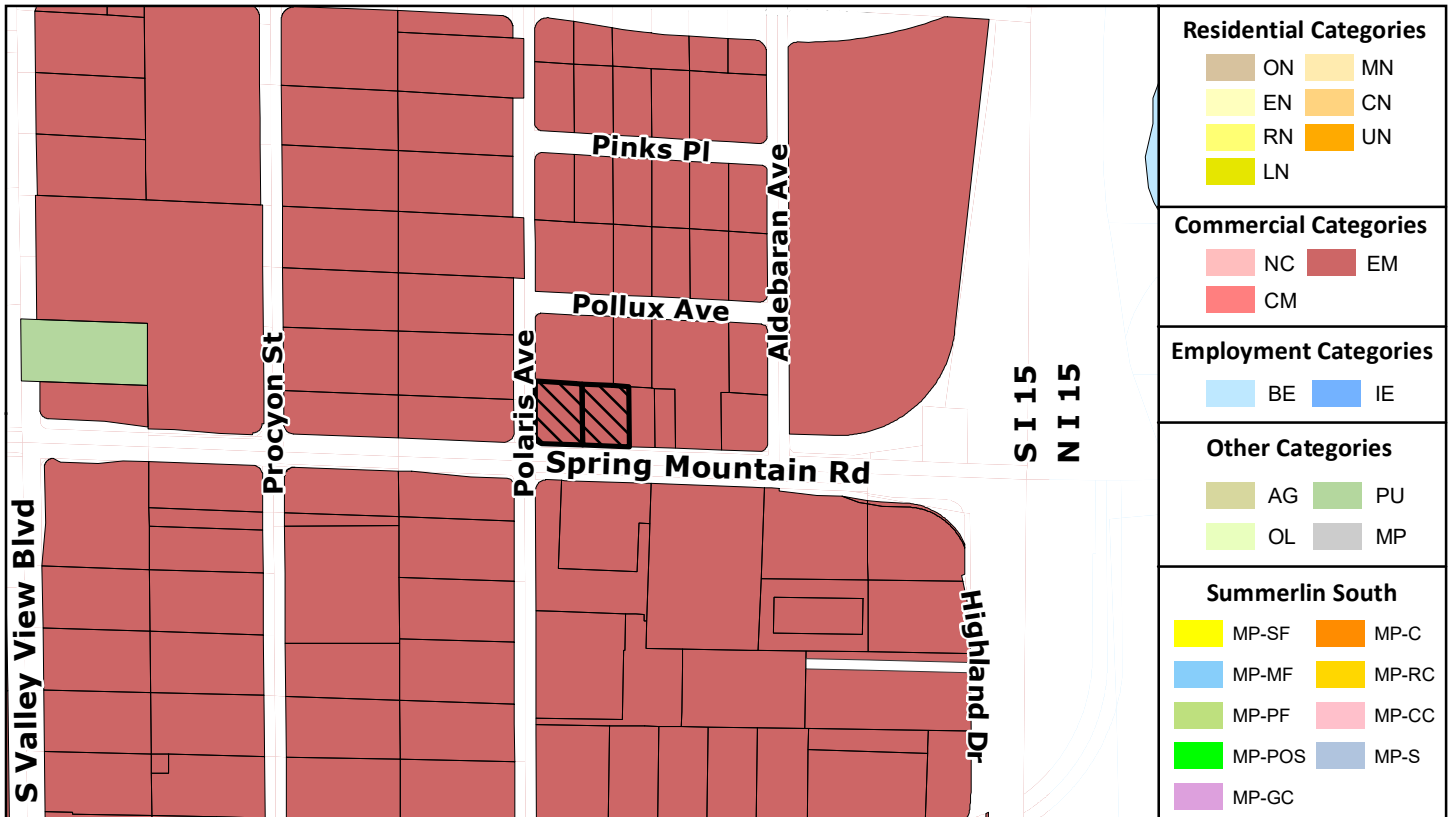 Pinks Pl
Aldebaran Ave
Pollux Ave
Procyon St
Polaris Ave
S I 15
N I 15
Spring Mountain Rd
S Valley View Blvd
Highland Dr
Residential Categories
ON MN
EN CN
RN UN
LN
Commercial Categories
NC EM
CM
Employment Categories
BE IE
Other Categories
AG PU
OL MP
Summerlin South
MP-SF MP-C
MP-MF MP-RC
MP-PF MP-CC
MP-POS MP-S
MP-GC